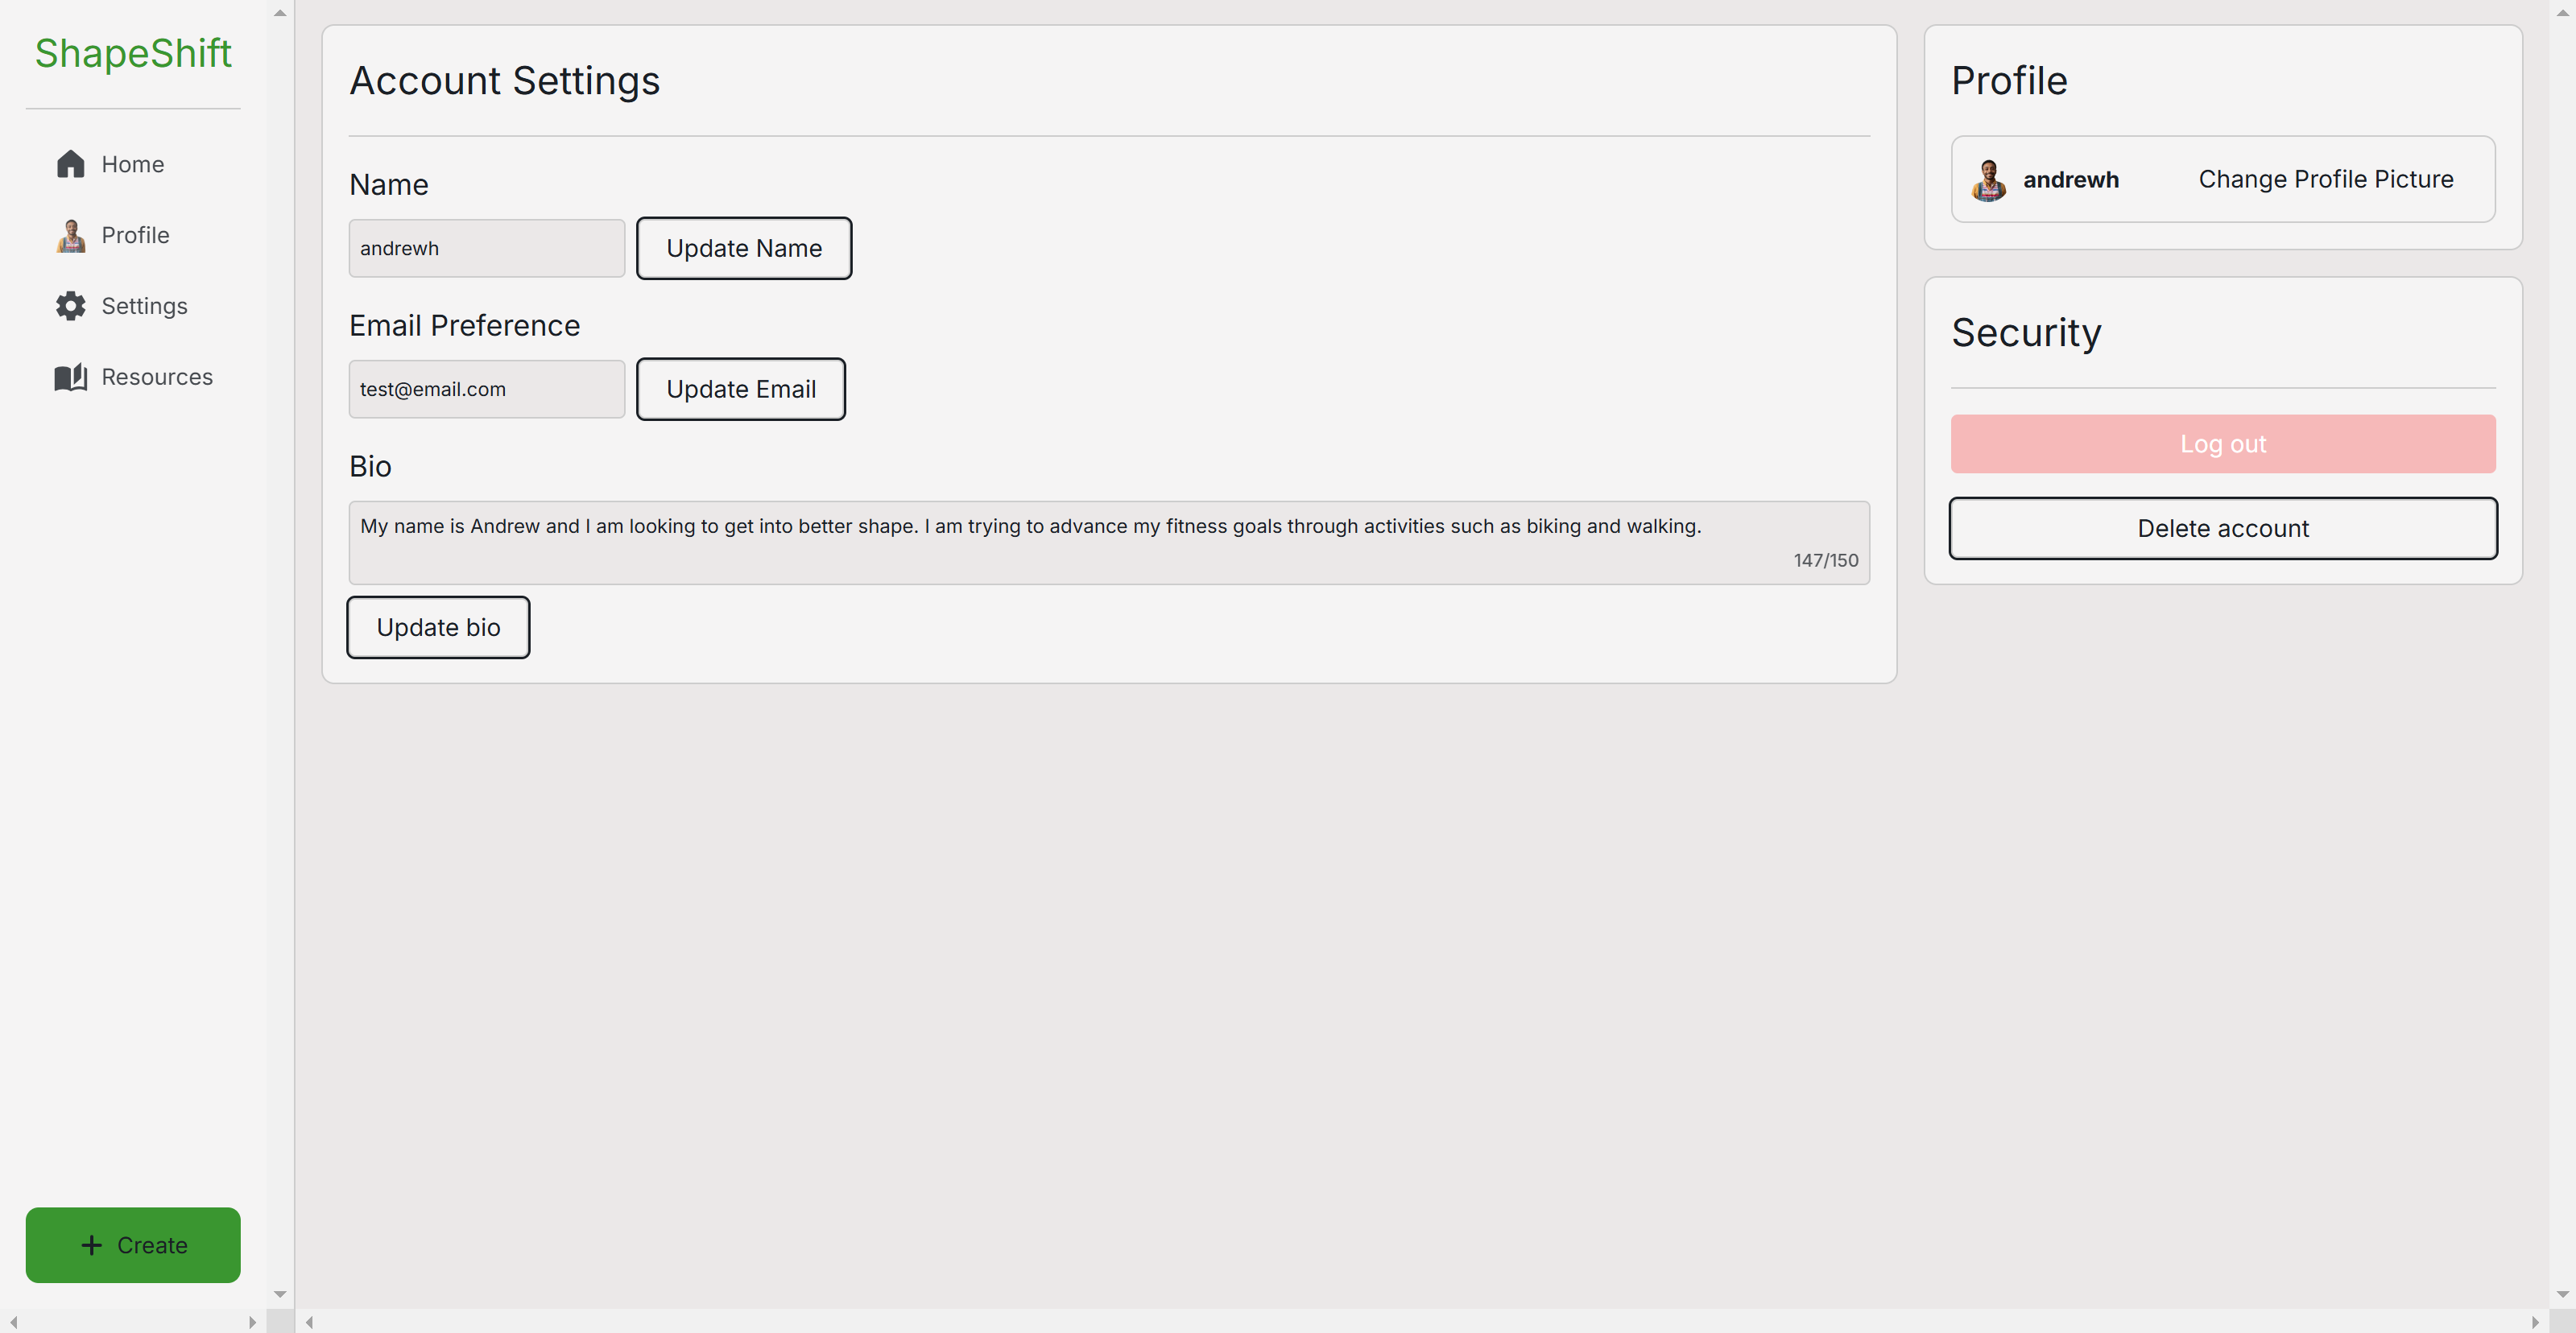 ShapeShift
Home
Profile
Settings
Resources
Create
Account Settings
Name
andrewh
Update Name
Email Preference
test@email.com
Update Email
Bio
My name is Andrew and I am looking to get into better shape. I am trying to advance my fitness goals through activities such as biking and walking.
147/150
Update bio
Profile
andrewh
Change Profile Picture
Security
Log out
Delete account